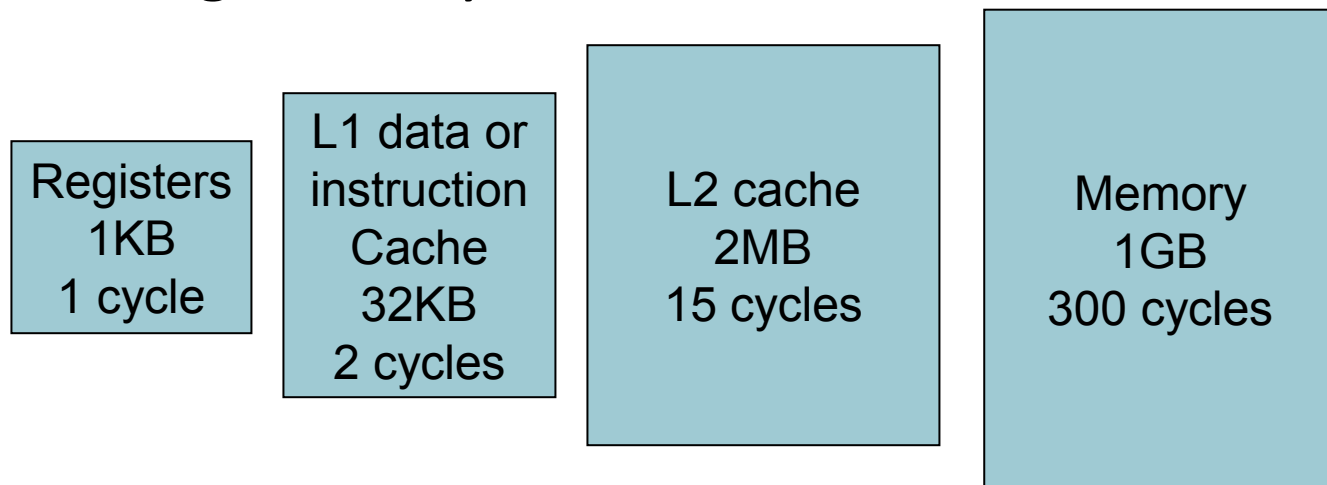 Registers
1KB
1 cycle
L1 data or
instruction
Cache
32KB
2 cycles
L2 cache
2MB
15 cycles
Memory
1GB
300 cycles